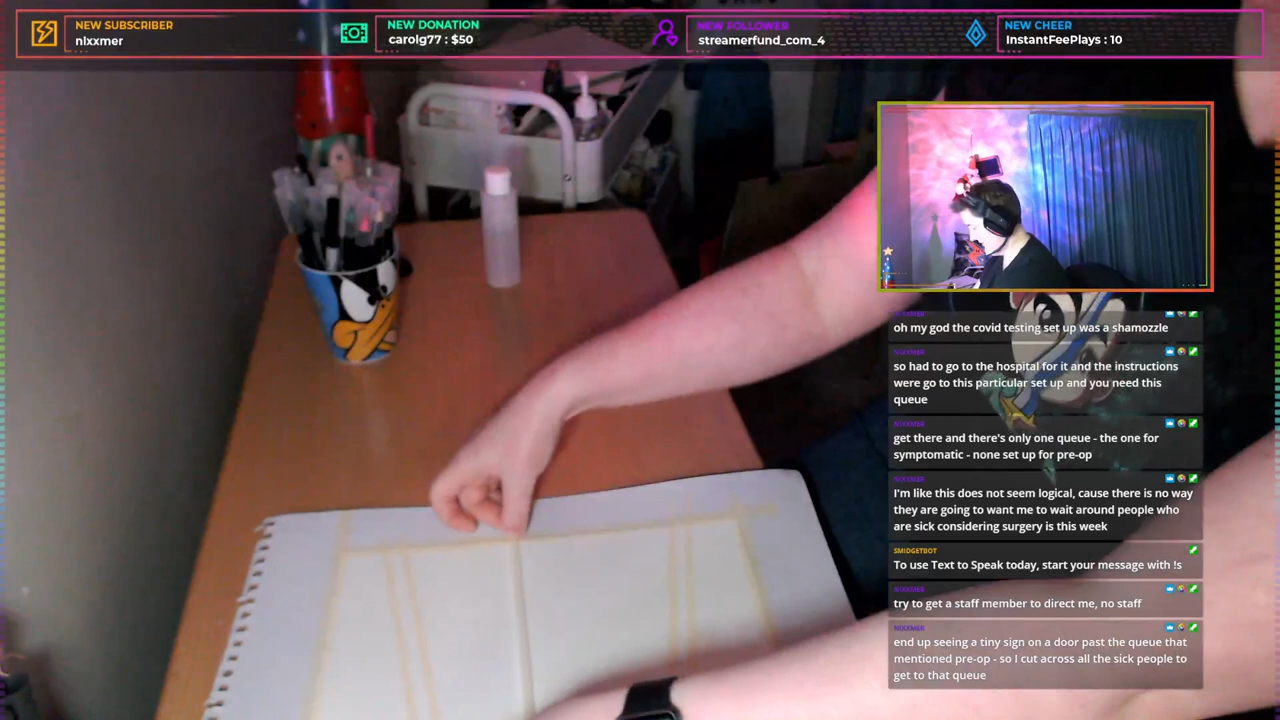 NEW SUBSCRIBER
nlxxmer
NEW DONATION
carolg77 : $50
NEW FOLLOWER
streamerfund_com_4
NEW CHEER
InstantFeePlays : 10
oh my god the covid testing set up was a shamozzle
NIXXMER
so had to go to the hospital for it and the instructions
were go to this particular set up and you need this
queue
NIXXMER
get there and there's only one queue - the one for
symptomatic - none set up for pre-op
NIXXMER
I'm like this does not seem logical, cause there is no way
they are going to want me to wait around people who
are sick considering surgery is this week
SMIDGETBOT
To use Text to Speak today, start your message with !s
NIXXMER
try to get a staff member to direct me, no staff
NIXXMER
end up seeing a tiny sign on a door past the queue that
mentioned pre-op - so I cut across all the sick people to
get to that queue